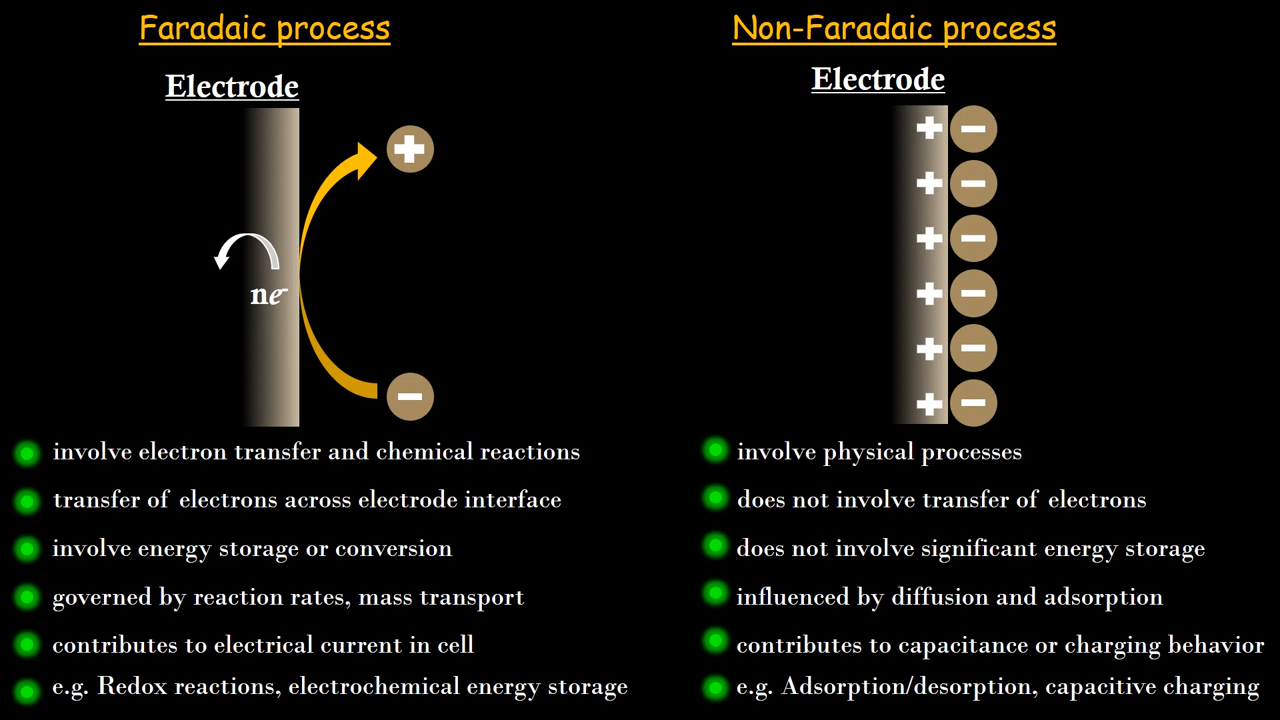 Faradaic process
Electrode
ne-
involve electron transfer and chemical reactions
transfer of electrons across electrode interface
involve energy storage or conversion
governed by reaction rates, mass transport
contributes to electrical current in cell
e.g. Redox reactions, electrochemical energy storage
Non-Faradaic process
Electrode
involve physical processes
does not involve transfer of electrons
does not involve significant energy storage
influenced by diffusion and adsorption
contributes to capacitance or charging behavior
e.g. Adsorption/desorption, capacitive charging